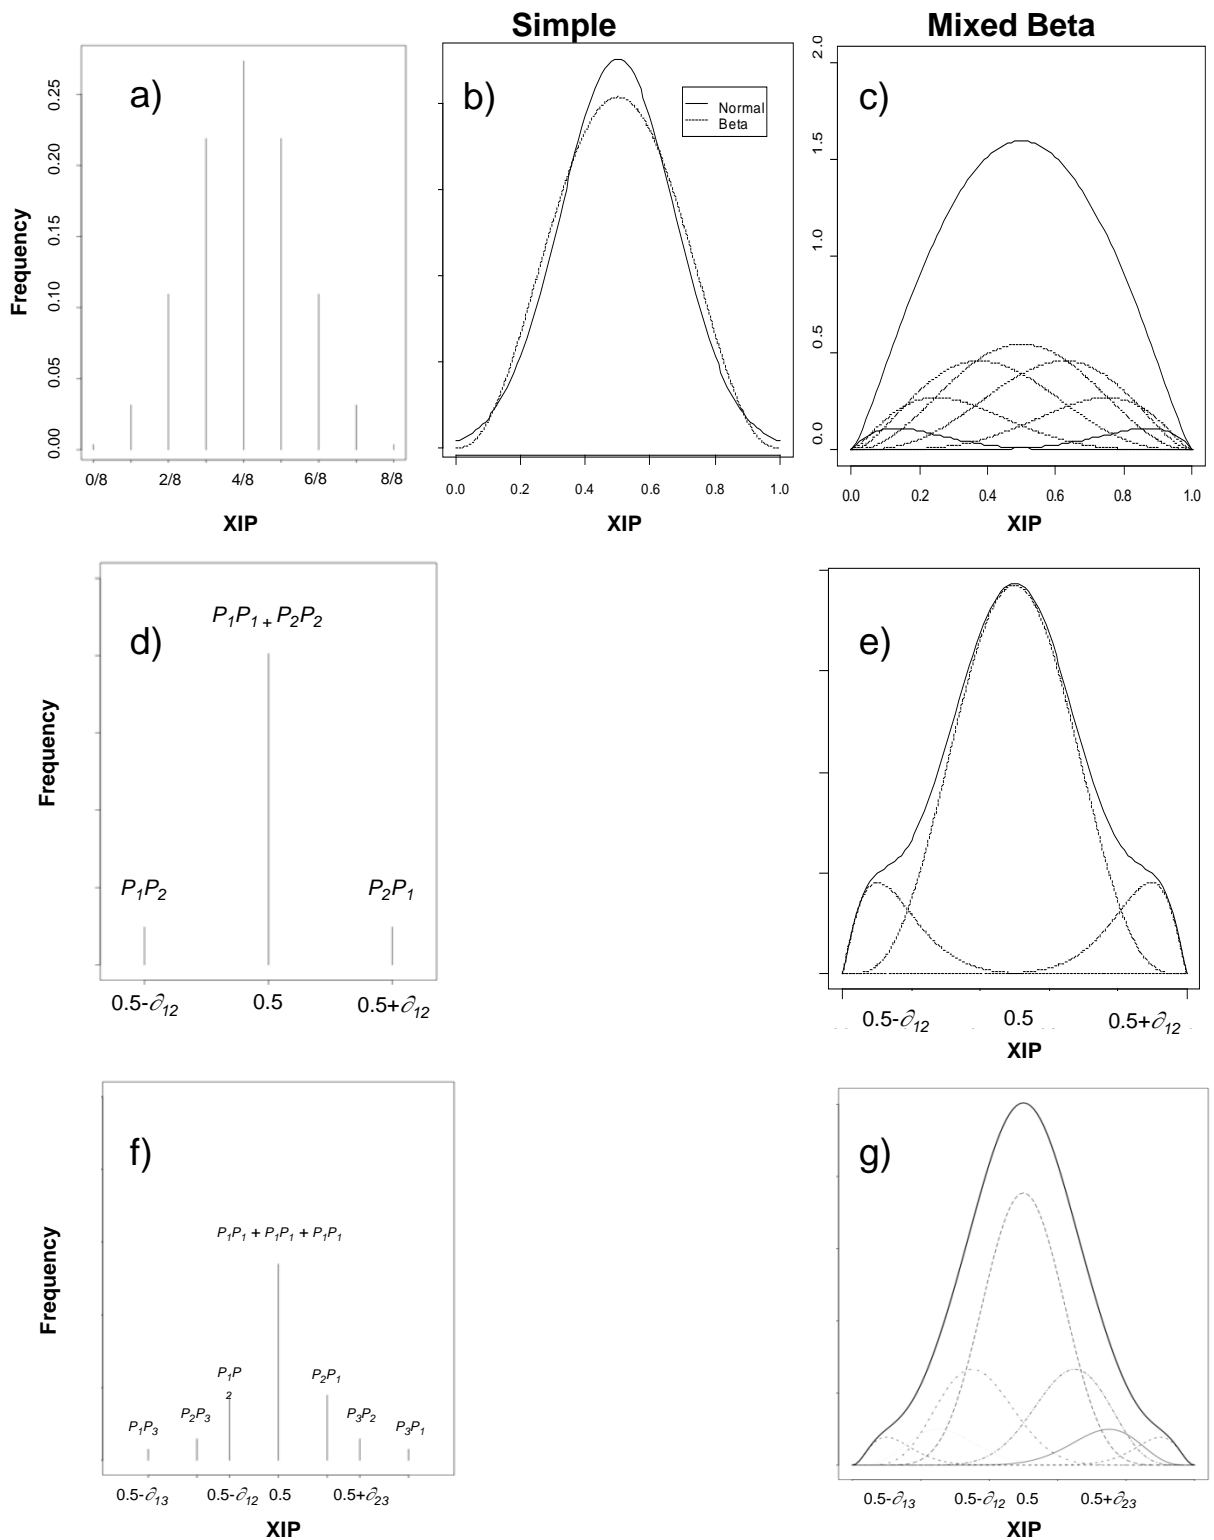 Simple
Mixed Beta
a)
Frequency
0.00
0.05
0.10
0.15
0.20
0.25
0/8
2/8
4/8
6/8
8/8
XIP
b)
Normal
Beta
0.0
0.2
0.4
0.6
0.8
1.0
XIP
c)
0.0
0.5
1.0
1.5
2.0
0.0
0.2
0.4
0.6
0.8
1.0
XIP
d)
Frequency
P₁P₁ + P₂P₂
P₁P₂
P₂P₁
0.5-∂₁₂
0.5
0.5+∂₁₂
e)
0.5-∂₁₂
0.5
0.5+∂₁₂
XIP
f)
Frequency
P₁P₁ + P₁P₁ + P₁P₁
P₁P₃
P₂P₃
P₁P
₂
P₂P₁
P₃P₂
P₃P₁
0.5-∂₁₃
0.5-∂₁₂
0.5
0.5+∂₂₃
XIP
g)
0.5-∂₁₃
0.5-∂₁₂
0.5
0.5+∂₂₃
XIP